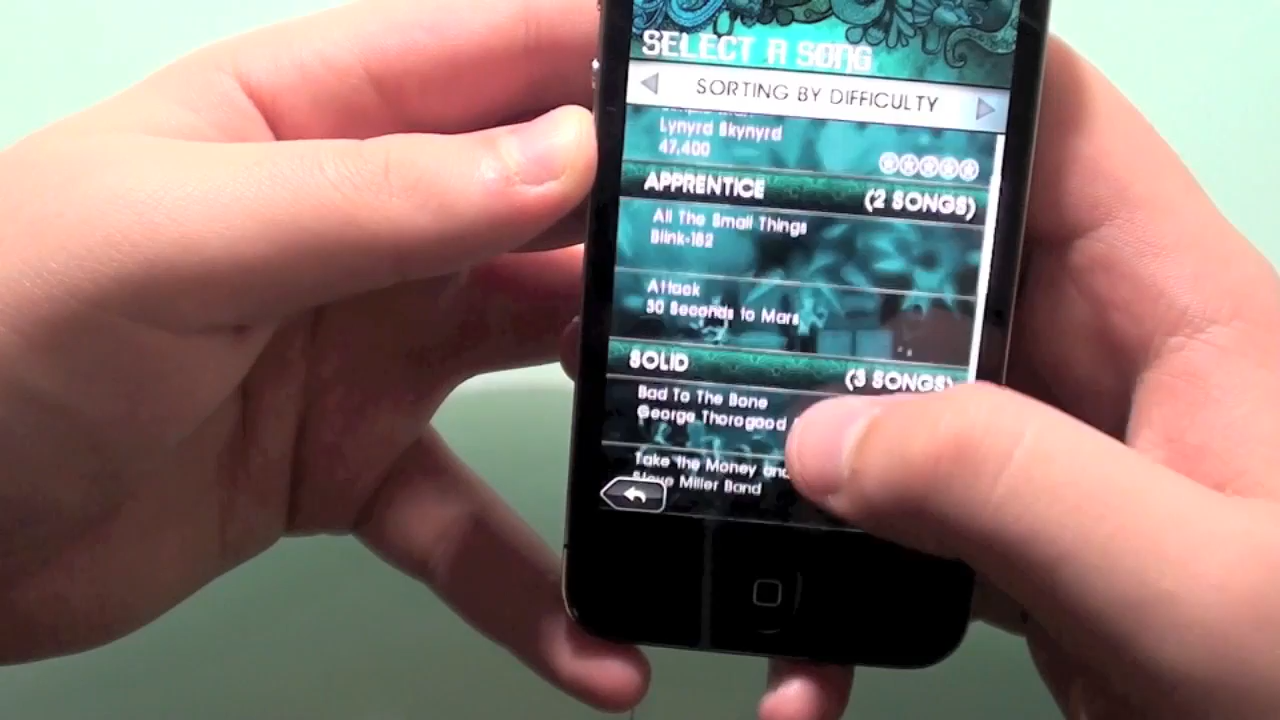 SELECT A SONG
SORTING BY DIFFICULTY
Lynyrd Skynyrd
47,400
APPRENTICE (2 SONGS)
All The Small Things
Blink-182
Attack
30 Seconds to Mars
SOLID (3 SONGS)
Bad To The Bone
George Thorogood
Take the Money and
Steve Miller Band